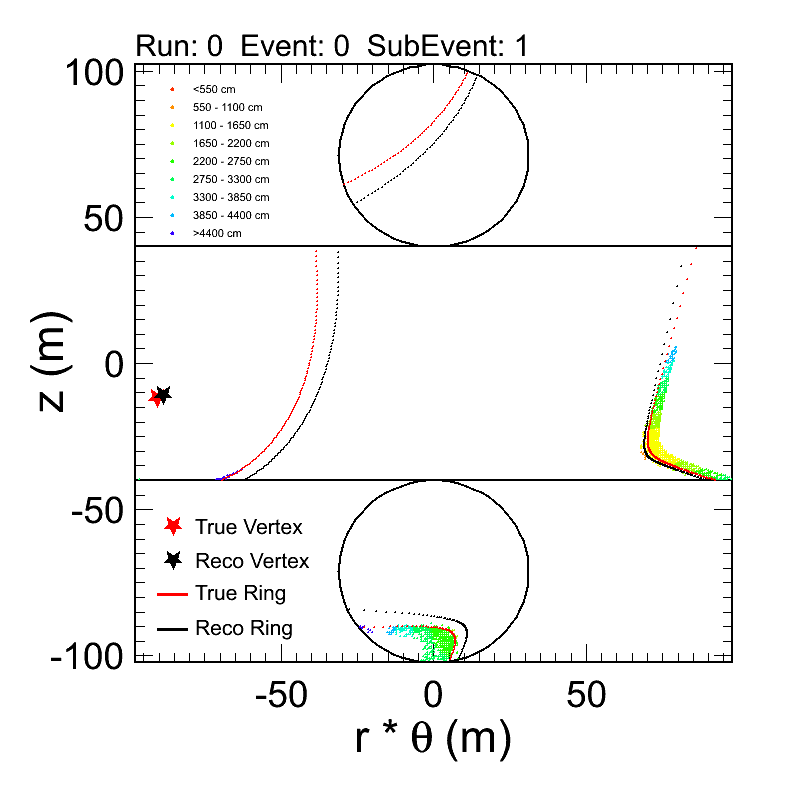 Run: 0  Event: 0  SubEvent: 1
100
<550 cm
550 - 1100 cm
1100 - 1650 cm
1650 - 2200 cm
2200 - 2750 cm
2750 - 3300 cm
3300 - 3850 cm
3850 - 4400 cm
>4400 cm
50
z (m)
0
-50
True Vertex
Reco Vertex
True Ring
Reco Ring
-100
-50 0 50
r * θ (m)